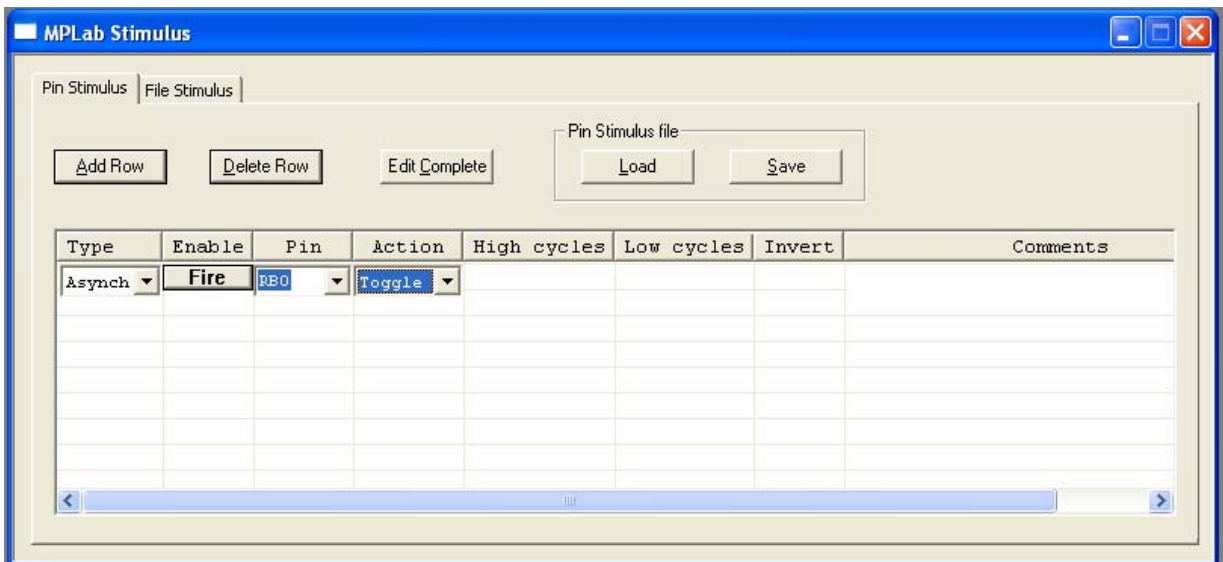 MPLab Stimulus
Pin Stimulus File Stimulus
Pin Stimulus file
Add Row Delete Row Edit Complete Load Save
Type Enable Pin Action High cycles Low cycles Invert Comments
Asynch Fire RB0 Toggle